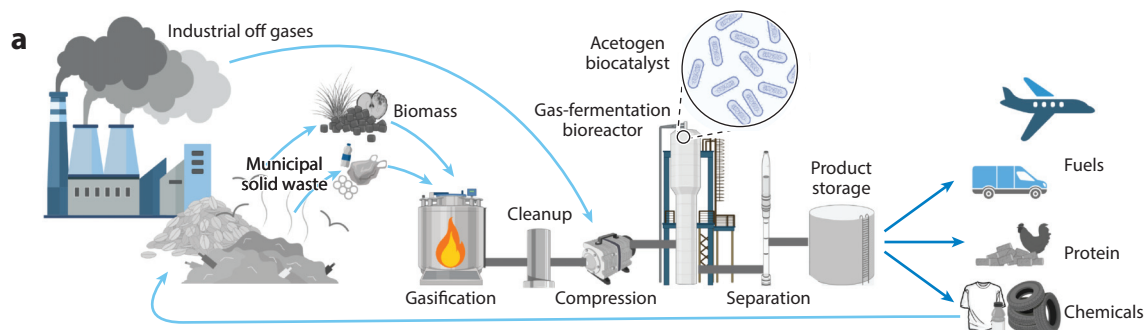 a
Industrial off gases
Biomass
Municipal
solid waste
Gasification
Cleanup
Compression
Acetogen
biocatalyst
Gas-fermentation
bioreactor
Separation
Product
storage
Fuels
Protein
Chemicals